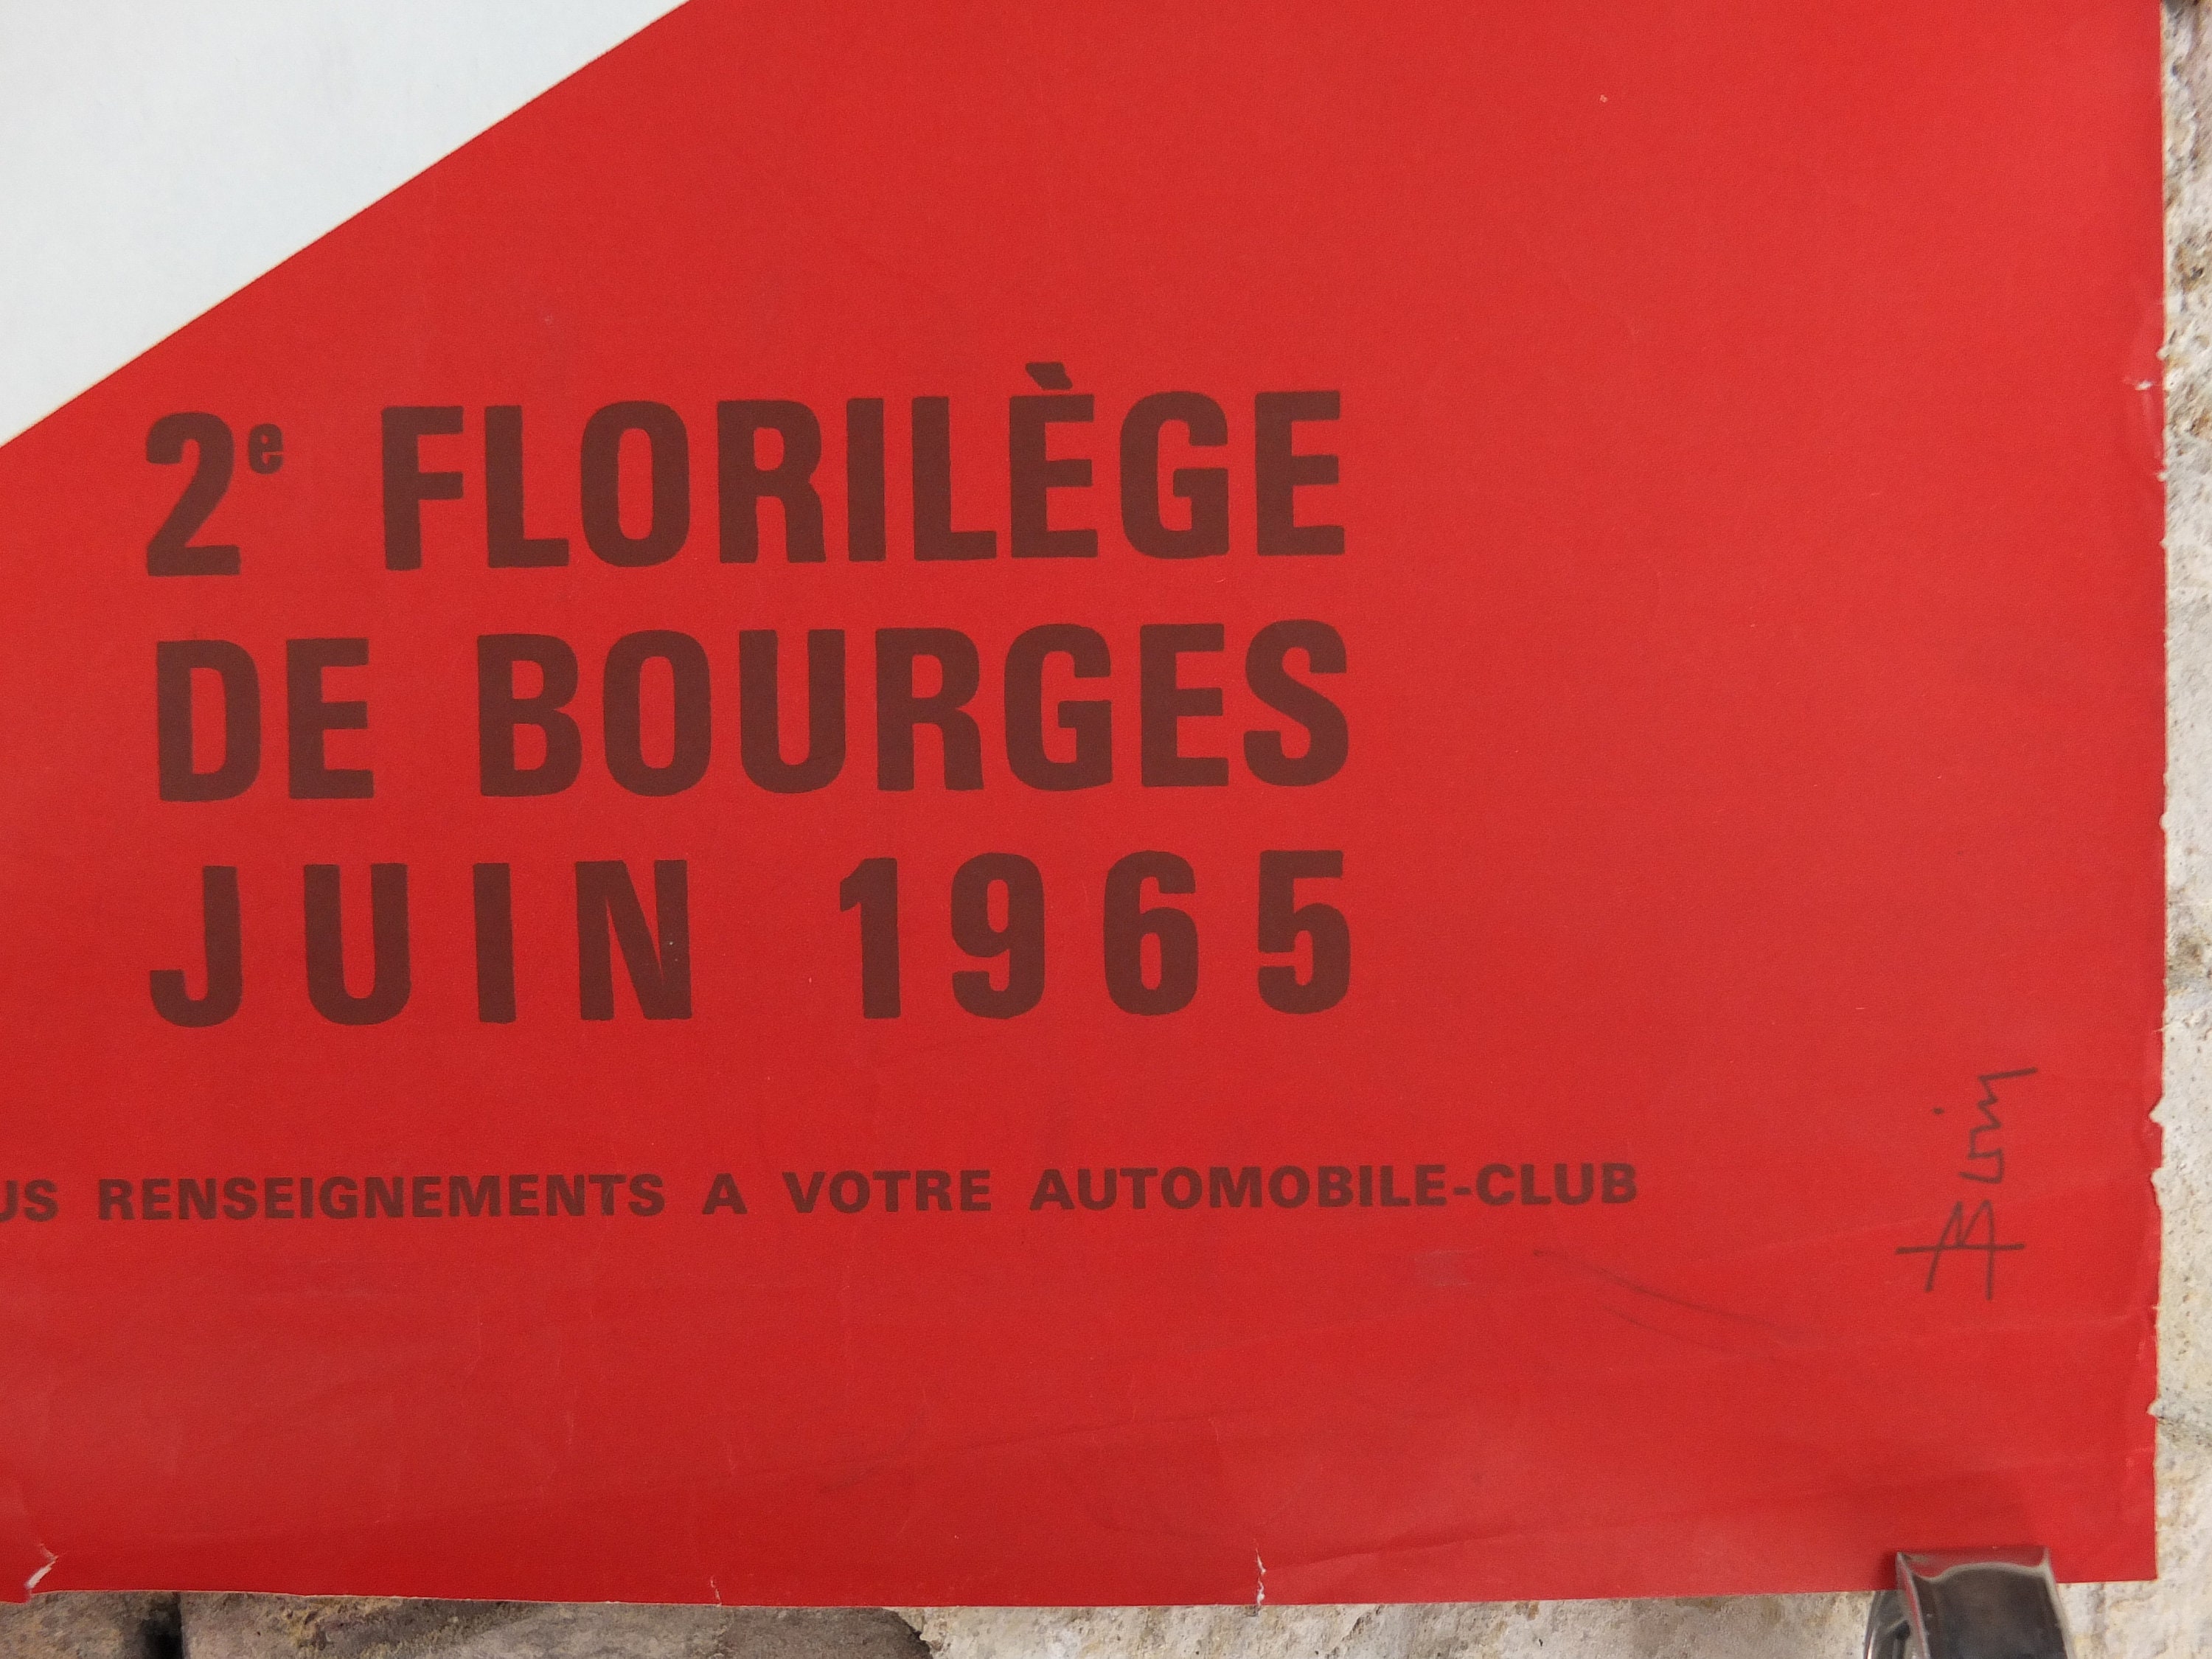 2e FLORILÈGE
DE BOURGES
JUIN 1965
US RENSEIGNEMENTS A VOTRE AUTOMOBILE-CLUB